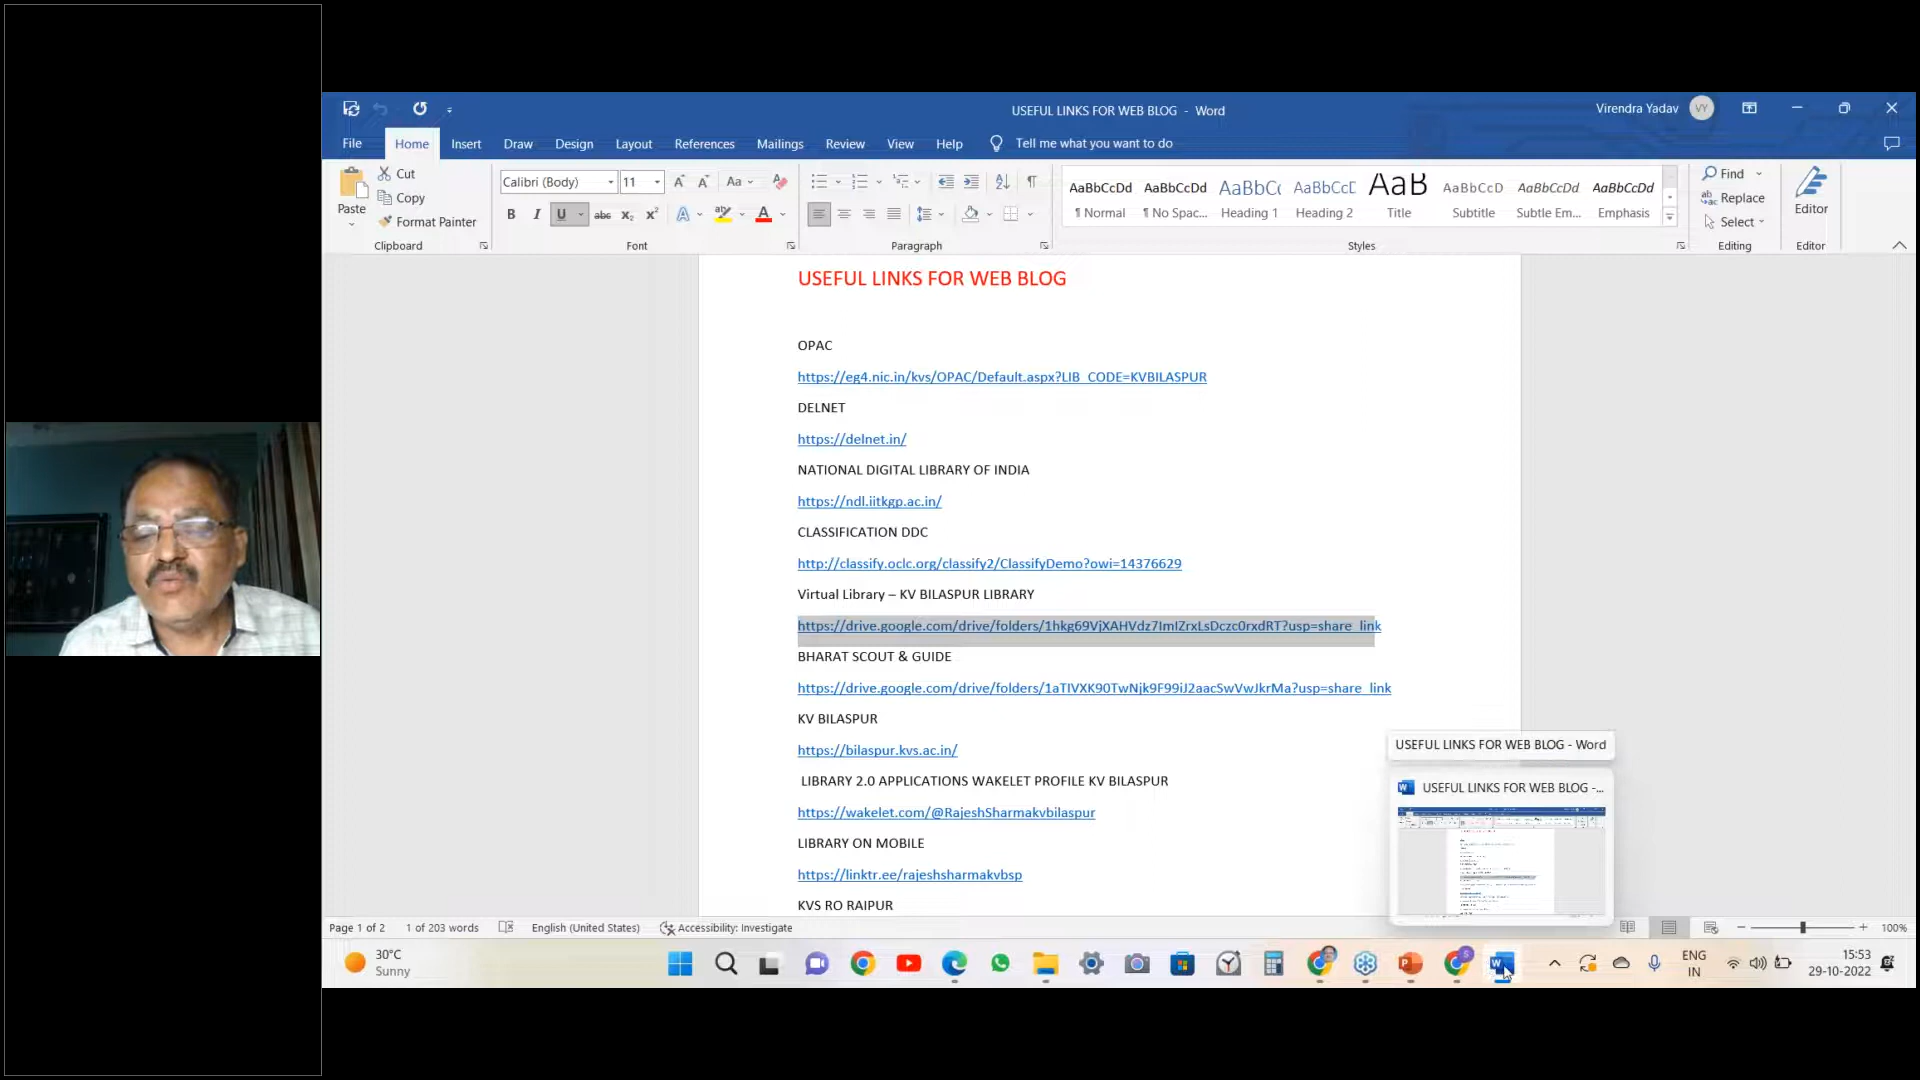 USEFUL LINKS FOR WEB BLOG - Word
Virendra Yadav VY
File Home Insert Draw Design Layout References Mailings Review View Help Tell me what you want to do
Paste
Cut
Copy
Format Painter
Clipboard
Calibri (Body) 11
Font
Paragraph
AaBbCcDd AaBbCcDd AaBbCc AaBbCcD AaB AaBbCcD AaBbCcDd AaBbCcDd
¶ Normal ¶ No Spac... Heading 1 Heading 2 Title Subtitle Subtle Em... Emphasis
Styles
Find
Replace
Select
Editing
Editor
Editor
USEFUL LINKS FOR WEB BLOG
OPAC
https://eg4.nic.in/kvs/OPAC/Default.aspx?LIB_CODE=KVBILASPUR
DELNET
https://delnet.in/
NATIONAL DIGITAL LIBRARY OF INDIA
https://ndl.iitkgp.ac.in/
CLASSIFICATION DDC
http://classify.oclc.org/classify2/ClassifyDemo?owi=14376629
Virtual Library – KV BILASPUR LIBRARY
https://drive.google.com/drive/folders/1hkg69VjXAHVdz7ImIZrxLsDczc0rxdRT?usp=share_link
BHARAT SCOUT & GUIDE
https://drive.google.com/drive/folders/1aTIVXK90TwNjk9F99iJ2aacSwVwJkrMa?usp=share_link
KV BILASPUR
https://bilaspur.kvs.ac.in/
LIBRARY 2.0 APPLICATIONS WAKELET PROFILE KV BILASPUR
https://wakelet.com/@RajeshSharmakvbilaspur
LIBRARY ON MOBILE
https://linktr.ee/rajeshsharmakvbsp
KVS RO RAIPUR
USEFUL LINKS FOR WEB BLOG - Word
USEFUL LINKS FOR WEB BLOG -...
Page 1 of 2 1 of 203 words English (United States) Accessibility: Investigate 100%
30°C
Sunny
ENG
IN
15:53
29-10-2022